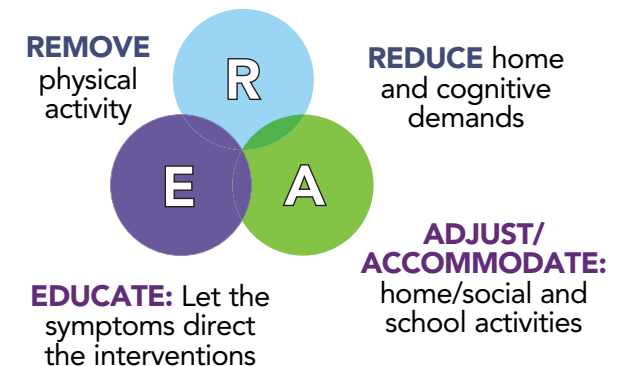 REMOVE
physical
activity
R
REDUCE home
and cognitive
demands
E
A
EDUCATE: Let the
symptoms direct
the interventions
ADJUST/
ACCOMMODATE:
home/social and
school activities